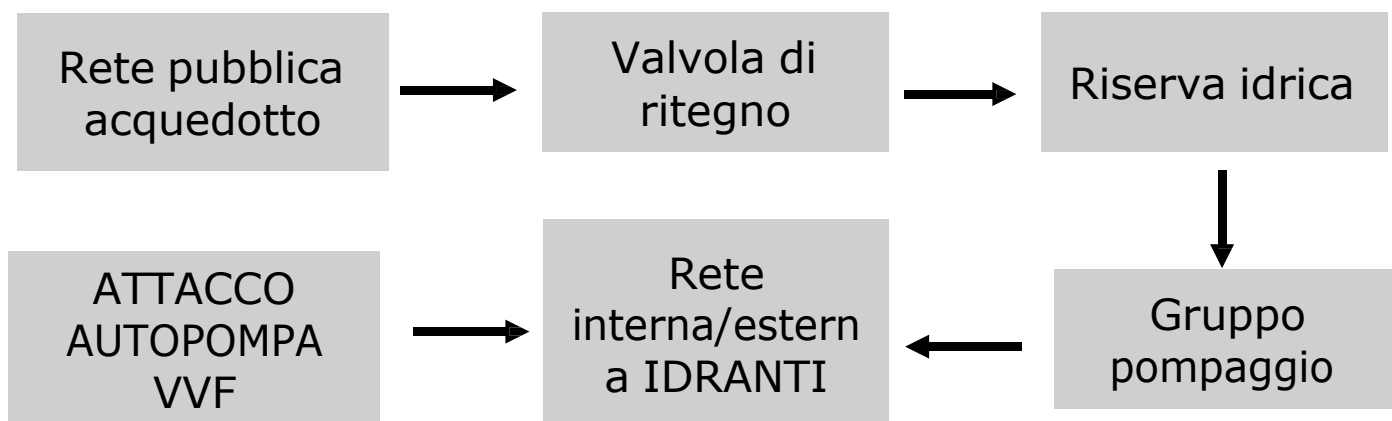 Rete pubblica
acquedotto
Valvola di
ritegno
Riserva idrica
ATTACCO
AUTOPOMPA
VVF
Rete
interna/estern
a IDRANTI
Gruppo
pompaggio